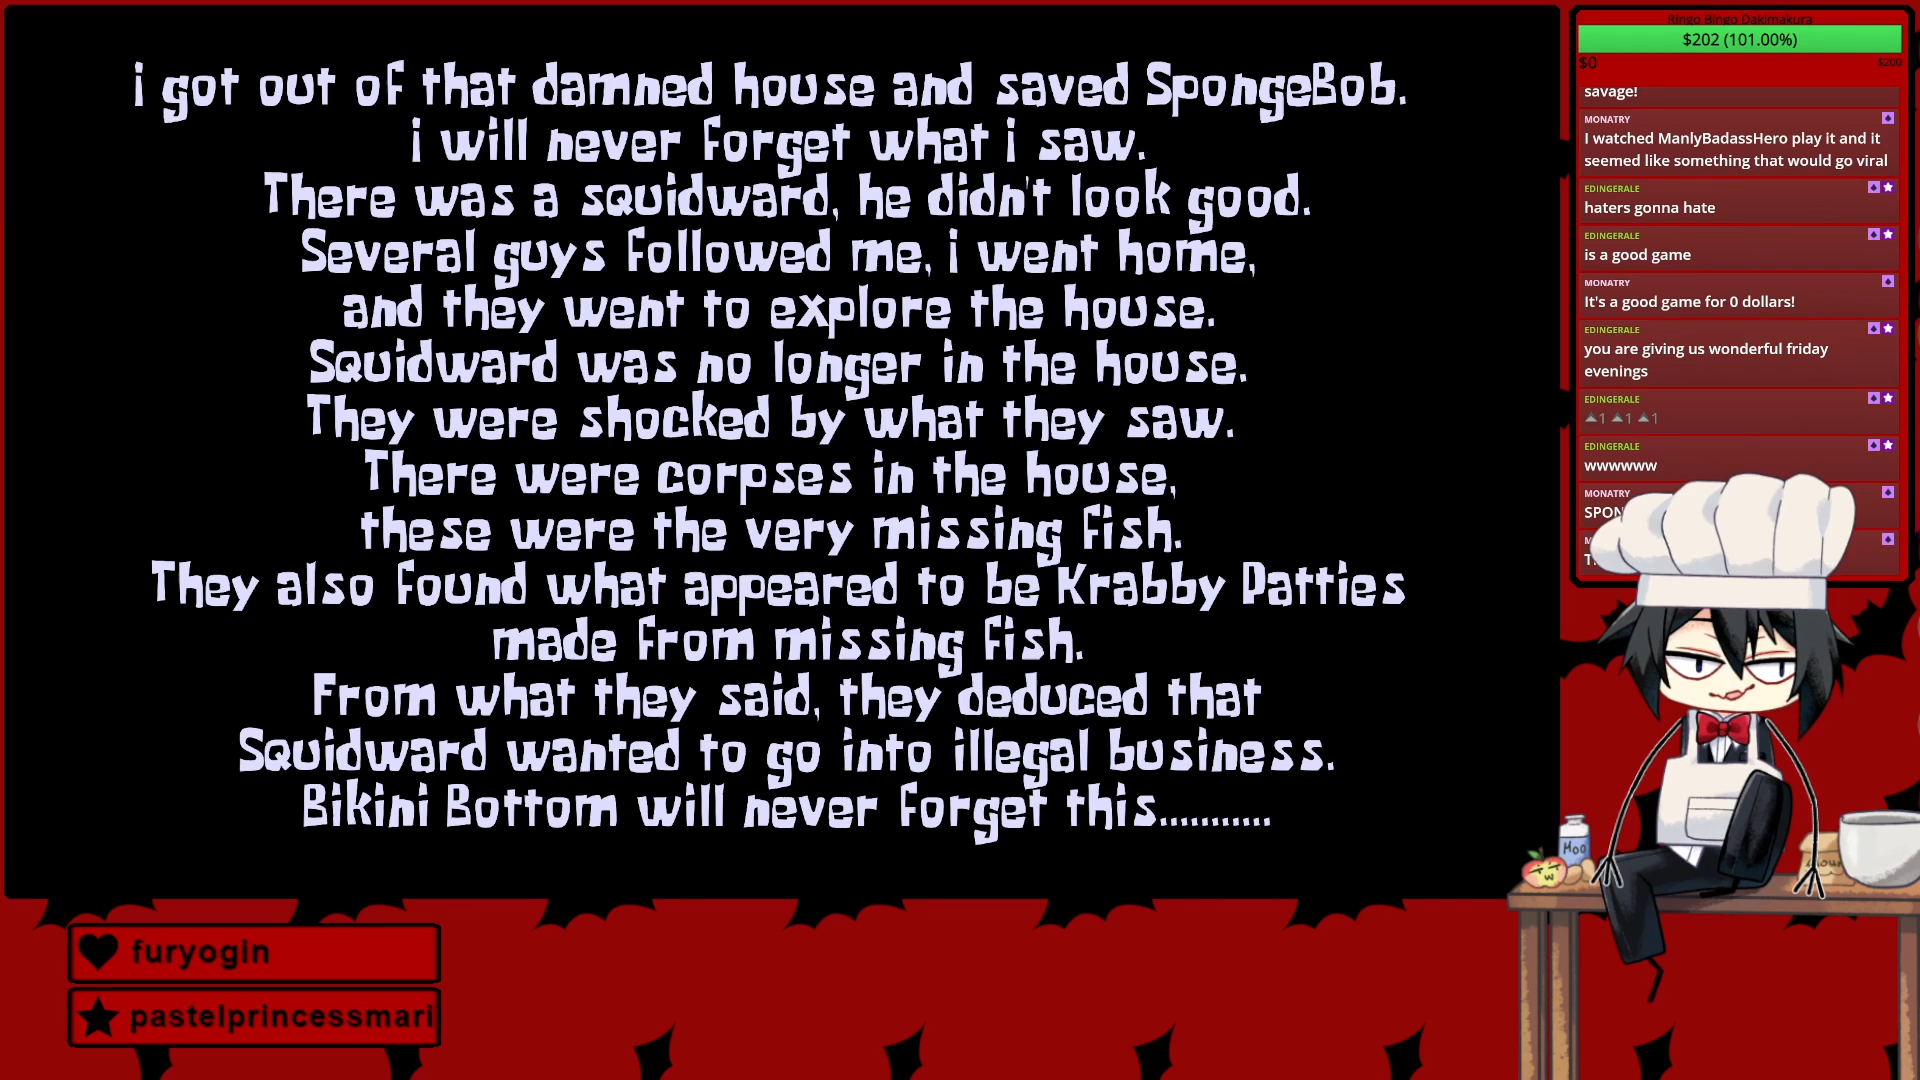 i got out of that damned house and saved SpongeBob.
i will never forget what i saw.
There was a squidward, he didn't look good.
Several guys followed me, i went home,
and they went to explore the house.
Squidward was no longer in the house.
They were shocked by what they saw.
There were corpses in the house,
these were the very missing fish.
They also found what appeared to be Krabby Patties
made from missing fish.
From what they said, they deduced that
Squidward wanted to go into illegal business.
Bikini Bottom will never forget this...........
Ringo Bingo Dakimakura
$202 (101.00%)
$0 $200
savage!
MONATRY
I watched ManlyBadassHero play it and it
seemed like something that would go viral
EDINGERALE
haters gonna hate
EDINGERALE
is a good game
MONATRY
It's a good game for 0 dollars!
EDINGERALE
you are giving us wonderful friday
evenings
EDINGERALE
1 1 1
EDINGERALE
wwwwww
MONATRY
SPON
M
T
Moo
furyogin
pastelprincessmari